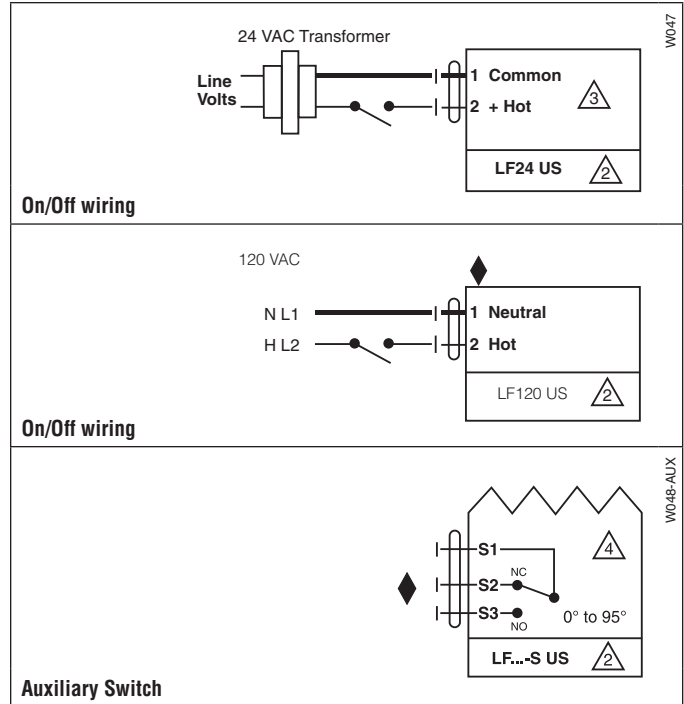 W047
24 VAC Transformer
Line
Volts
1 Common
2 + Hot
3
LF24 US 2
On/Off wiring
120 VAC
N L1
H L2
1 Neutral
2 Hot
LF120 US 2
On/Off wiring
W048-AUX
S1
S2
NC
S3
NO
4
0° to 95°
LF...-S US 2
Auxiliary Switch